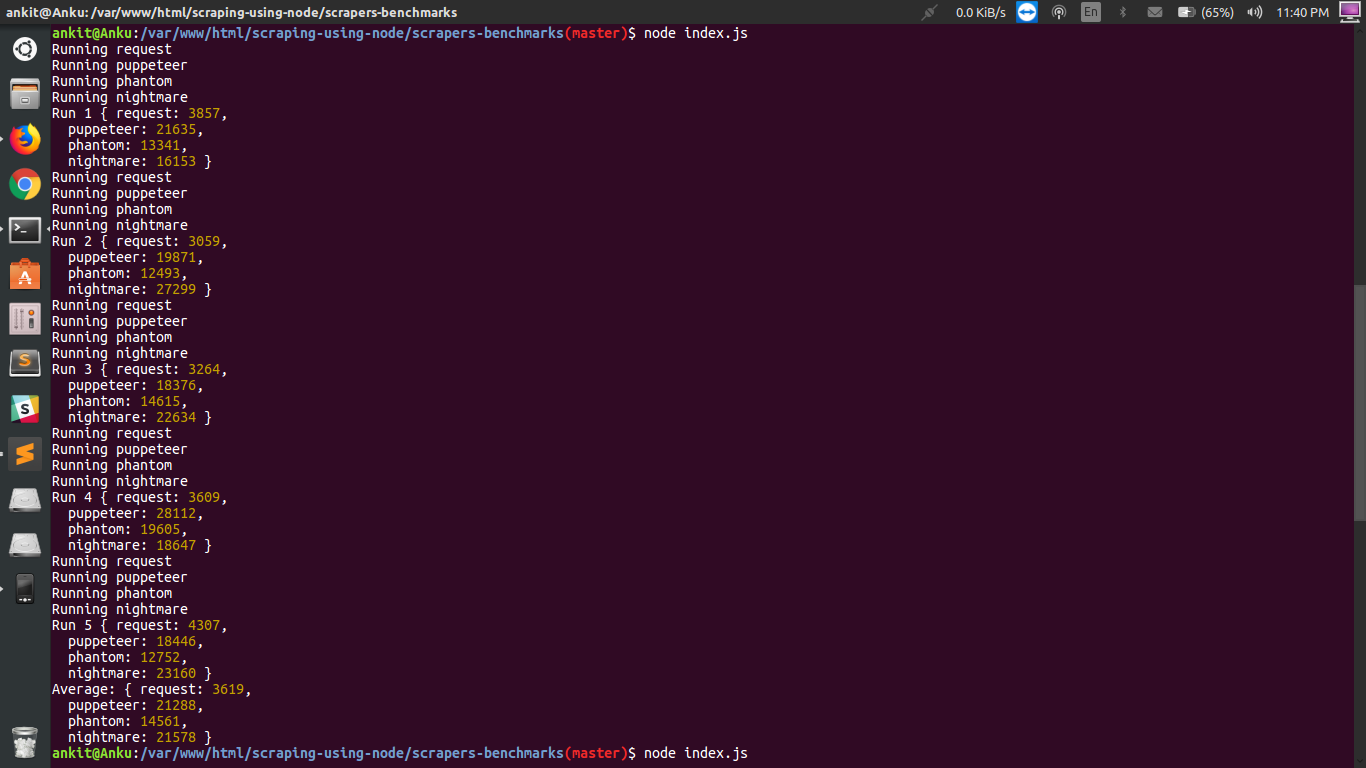 ankit@Anku: /var/www/html/scraping-using-node/scrapers-benchmarks
0.0 KiB/s En (65%) 11:40 PM
ankit@Anku:/var/www/html/scraping-using-node/scrapers-benchmarks(master)$ node index.js
Running request
Running puppeteer
Running phantom
Running nightmare
Run 1 { request: 3857,
  puppeteer: 21635,
  phantom: 13341,
  nightmare: 16153 }
Running request
Running puppeteer
Running phantom
Running nightmare
Run 2 { request: 3059,
  puppeteer: 19871,
  phantom: 12493,
  nightmare: 27299 }
Running request
Running puppeteer
Running phantom
Running nightmare
Run 3 { request: 3264,
  puppeteer: 18376,
  phantom: 14615,
  nightmare: 22634 }
Running request
Running puppeteer
Running phantom
Running nightmare
Run 4 { request: 3609,
  puppeteer: 28112,
  phantom: 19605,
  nightmare: 18647 }
Running request
Running puppeteer
Running phantom
Running nightmare
Run 5 { request: 4307,
  puppeteer: 18446,
  phantom: 12752,
  nightmare: 23160 }
Average: { request: 3619,
  puppeteer: 21288,
  phantom: 14561,
  nightmare: 21578 }
ankit@Anku:/var/www/html/scraping-using-node/scrapers-benchmarks(master)$ node index.js